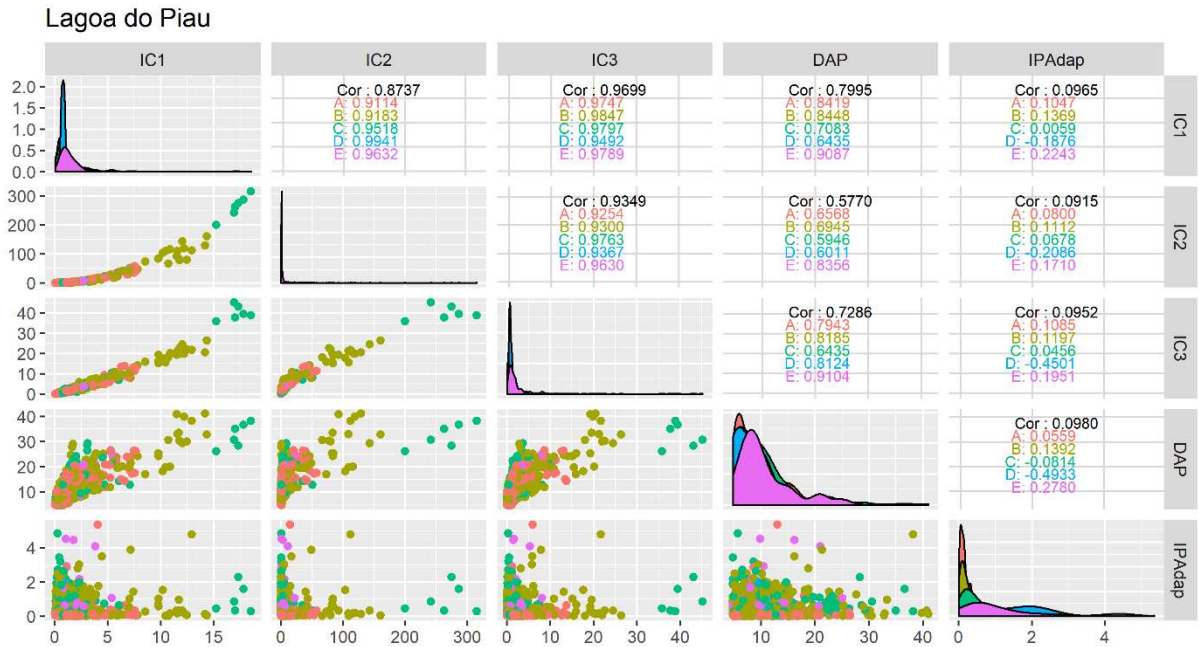 Lagoa do Piau
IC1 IC2 IC3 DAP IPAdap
2.0
1.5
1.0
0.5
0.0
Cor : 0.8737
A: 0.9114
B: 0.9183
C: 0.9518
D: 0.9941
E: 0.9632
Cor : 0.9699
A: 0.9747
B: 0.9847
C: 0.9797
D: 0.9492
E: 0.9789
Cor : 0.7995
A: 0.8419
B: 0.8448
C: 0.7083
D: 0.6435
E: 0.9087
Cor : 0.0965
A: 0.1047
B: 0.1369
C: 0.0059
D: -0.1876
E: 0.2243
IC1
300
200
100
0
Cor : 0.9349
A: 0.9254
B: 0.9300
C: 0.9763
D: 0.9367
E: 0.9630
Cor : 0.5770
A: 0.6568
B: 0.6945
C: 0.5946
D: 0.6011
E: 0.8356
Cor : 0.0915
A: 0.0800
B: 0.1112
C: 0.0678
D: -0.2086
E: 0.1710
IC2
40
30
20
10
0
Cor : 0.7286
A: 0.7943
B: 0.8185
C: 0.6435
D: 0.8124
E: 0.9104
Cor : 0.0952
A: 0.1085
B: 0.1197
C: 0.0456
D: -0.4501
E: 0.1951
IC3
40
30
20
10
Cor : 0.0980
A: 0.0559
B: 0.1392
C: -0.0814
D: -0.4933
E: 0.2780
DAP
4
2
0
IPAdap
0 5 10 15 0 100 200 300 0 10 20 30 40 10 20 30 40 0 2 4